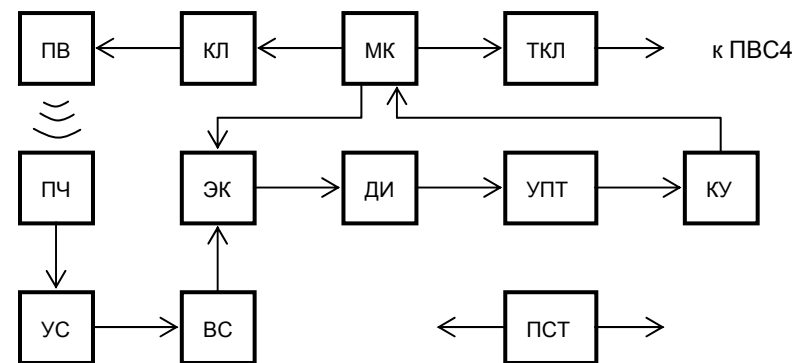 ПВ КЛ МК ТКЛ к ПВС4
ПЧ ЭК ДИ УПТ КУ
УС ВС ПСТ